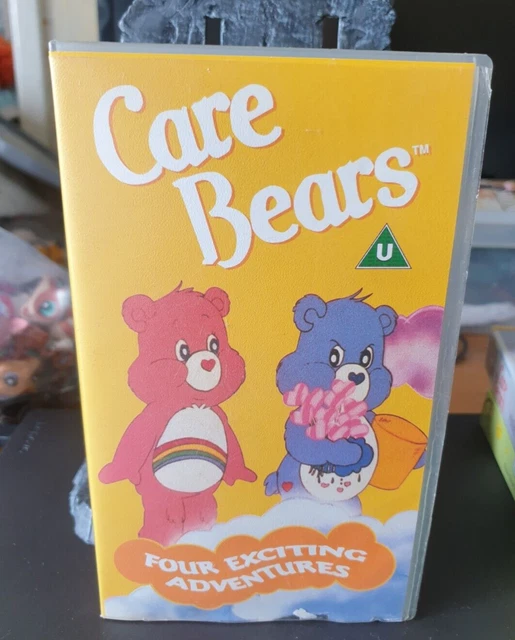 Care
Bears™
U
FOUR EXCITING
ADVENTURES